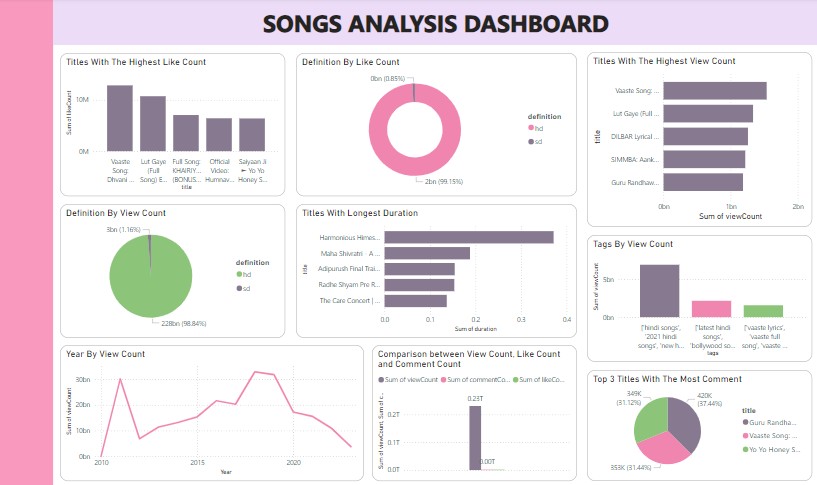 SONGS ANALYSIS DASHBOARD
Titles With The Highest Like Count
Sum of likeCount
10M
0M
Vaaste
Song:
Dhvani ...
Lut Gaye
(Full
Song) E...
Full Song:
KHAIRIY...
(BONUS...
Official
Video:
Humnav...
Saiyaan Ji
► Yo Yo
Honey S...
title
Definition By Like Count
0bn (0.85%)
2bn (99.15%)
definition
hd
sd
Titles With The Highest View Count
title
Vaaste Song: ...
Lut Gaye (Full ...
DILBAR Lyrical ...
SIMMBA: Aank...
Guru Randhaw...
0bn
1bn
2bn
Sum of viewCount
Definition By View Count
3bn (1.16%)
228bn (98.84%)
definition
hd
sd
Titles With Longest Duration
title
Harmonious Himes...
Maha Shivratri - A ...
Adipurush Final Trai...
Radhe Shyam Pre R...
The Care Concert J...
0.0
0.1
0.2
0.3
0.4
Sum of duration
Tags By View Count
Sum of viewCount
5bn
0bn
['hindi songs',
'2021 hindi
songs', 'new h...
['latest hindi
songs',
'bollywood so...
['vaaste lyrics',
'vaaste full
song', 'vaaste ...
tags
Year By View Count
Sum of viewCount
30bn
20bn
10bn
0bn
2010
2015
2020
Year
Comparison between View Count, Like Count
and Comment Count
Sum of viewCount
Sum of commentCo...
Sum of likeCo...
Sum of viewCount, Sum of c...
0.2T
0.1T
0.0T
0.23T
0.00T
Top 3 Titles With The Most Comment
349K
(31.12%)
420K
(37.44%)
353K (31.44%)
title
Guru Randha...
Vaaste Song: ...
Yo Yo Honey S...